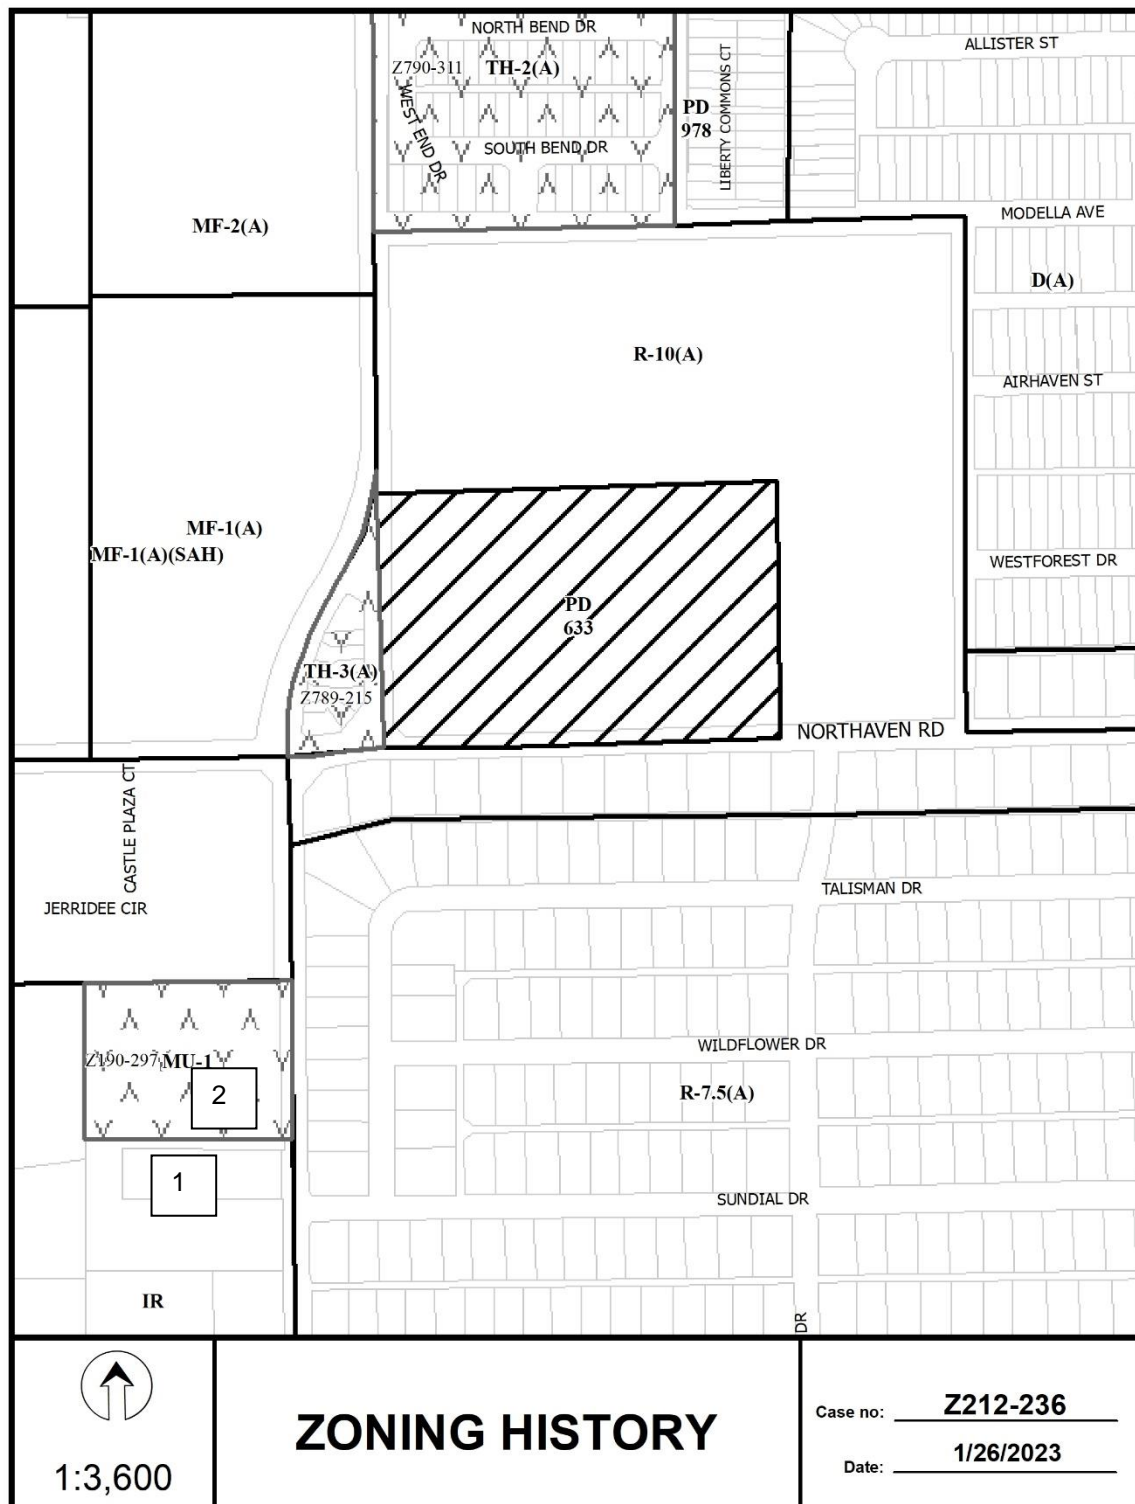 NORTH BEND DR
ALLISTER ST
Z790-311
TH-2(A)
WEST END DR
SOUTH BEND DR
PD
978
LIBERTY COMMONS CT
MODELLA AVE
MF-2(A)
D(A)
R-10(A)
AIRHAVEN ST
MF-1(A)
MF-1(A)(SAH)
WESTFOREST DR
PD
633
TH-3(A)
Z789-215
NORTHAVEN RD
CASTLE PLAZA CT
JERRIDEE CIR
TALISMAN DR
WILDFLOWER DR
Z190-297
MU-1
2
R-7.5(A)
1
SUNDIAL DR
IR
DR
1:3,600
ZONING HISTORY
Case no: Z212-236
Date: 1/26/2023